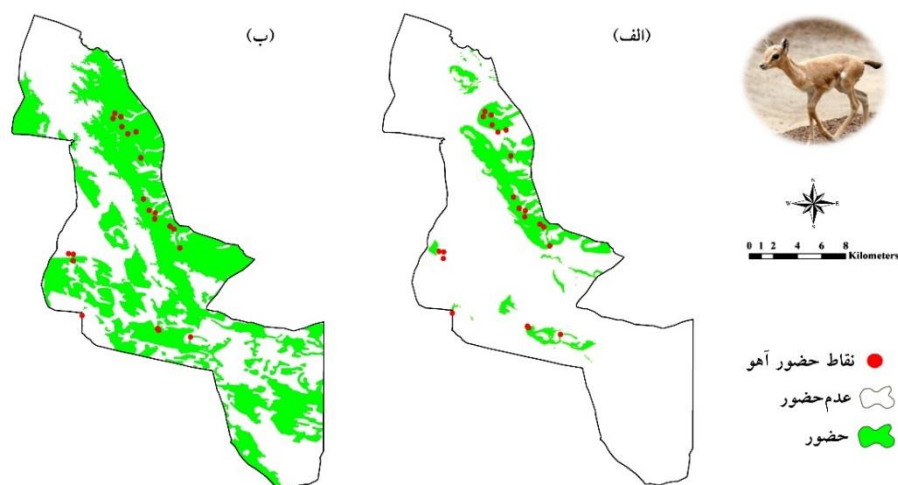 (الف)
(ب)
N
W E
S
0 1 2 4 6 8
Kilometers
نقاط حضور آهو
عدم‌حضور
حضور